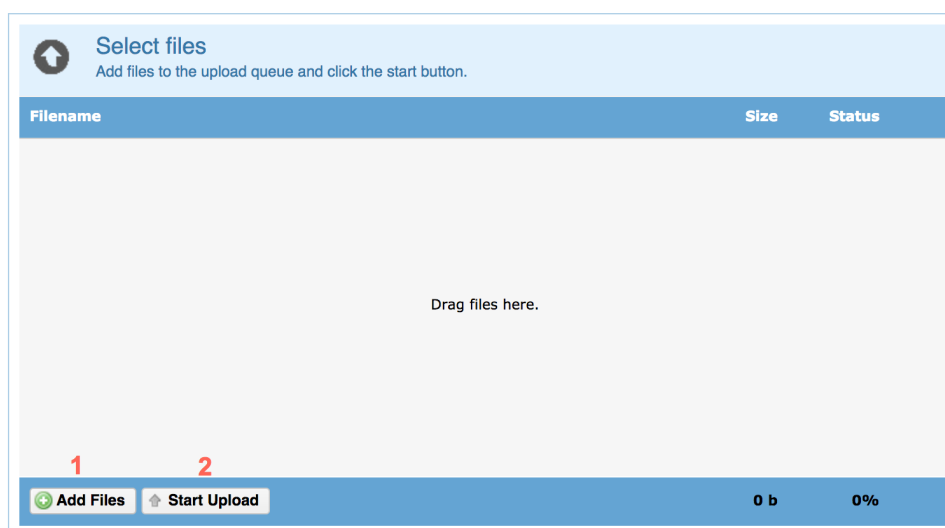 Select files
Add files to the upload queue and click the start button.
Filename Size Status
Drag files here.
1 2
Add Files Start Upload 0 b 0%